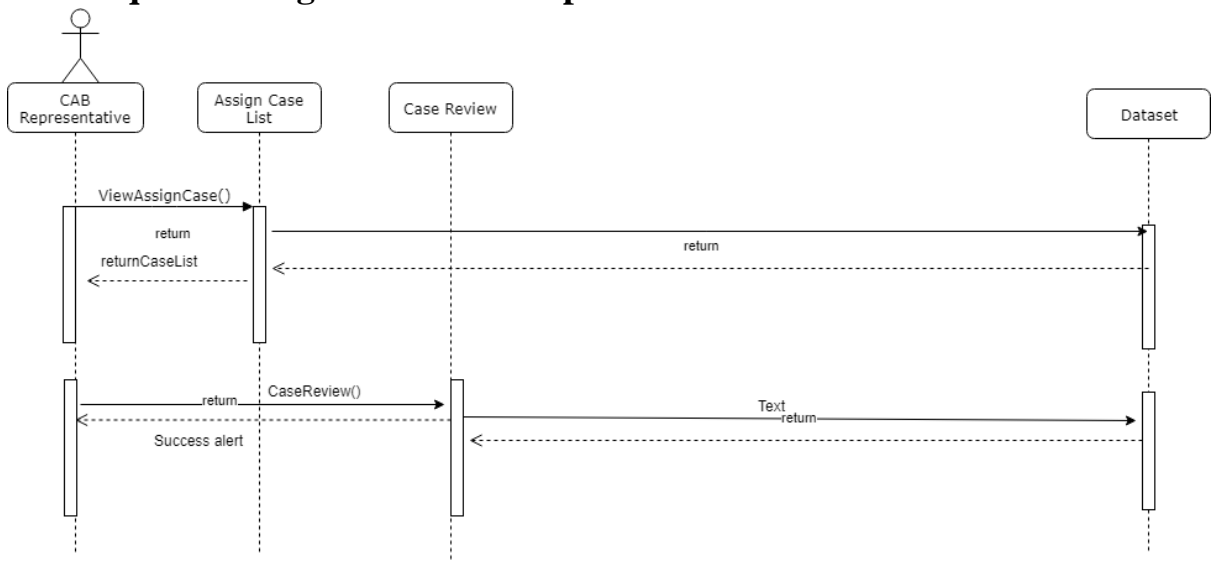 CAB
Representative
Assign Case
List
Case Review
Dataset
ViewAssignCase()
return
return
returnCaseList
CaseReview()
return
Text
return
Success alert